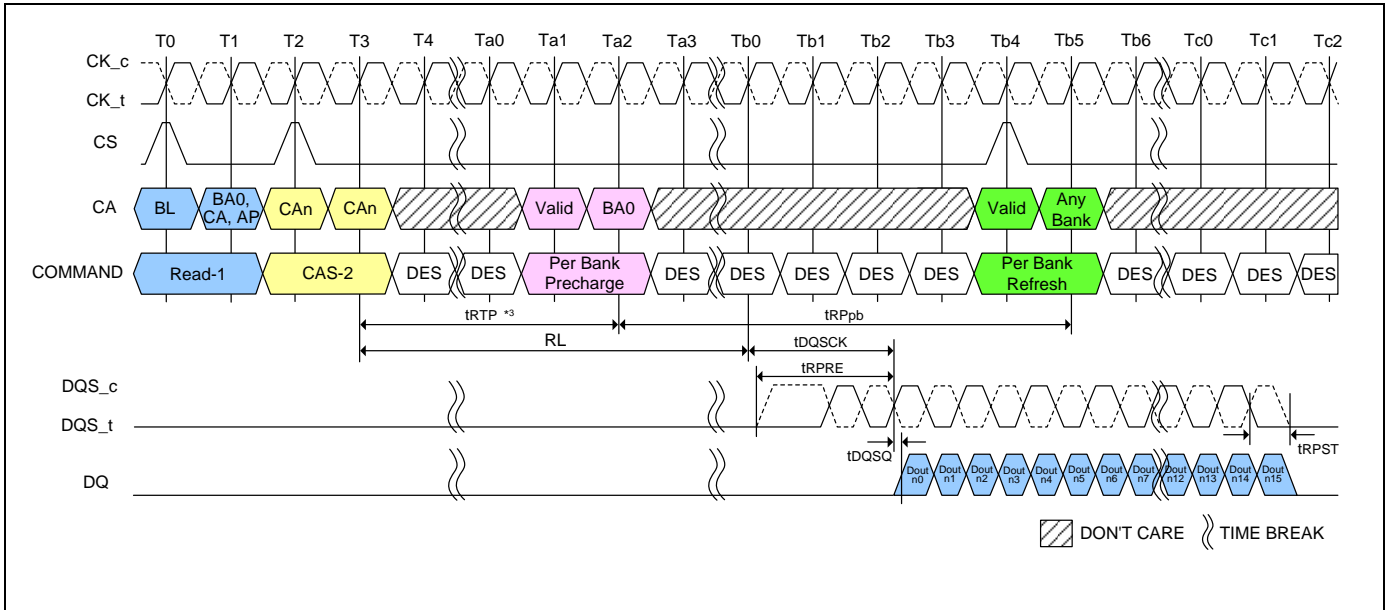 T0 T1 T2 T3 T4 Ta0 Ta1 Ta2 Ta3 Tb0 Tb1 Tb2 Tb3 Tb4 Tb5 Tb6 Tc0 Tc1 Tc2
CK_c
CK_t
CS
CA BL BA0, CA, AP CAn CAn Valid BA0 Valid Any Bank
COMMAND Read-1 CAS-2 DES DES Per Bank Precharge DES DES DES DES DES Per Bank Refresh DES DES DES DES
tRTP *3 tRPpb
RL tDQSCK
tRPRE
DQS_c
DQS_t
tDQSQ tRPST
DQ Dout n0 Dout n1 Dout n2 Dout n3 Dout n4 Dout n5 Dout n6 Dout n7 Dout n12 Dout n13 Dout n14 Dout n15
DON'T CARE TIME BREAK